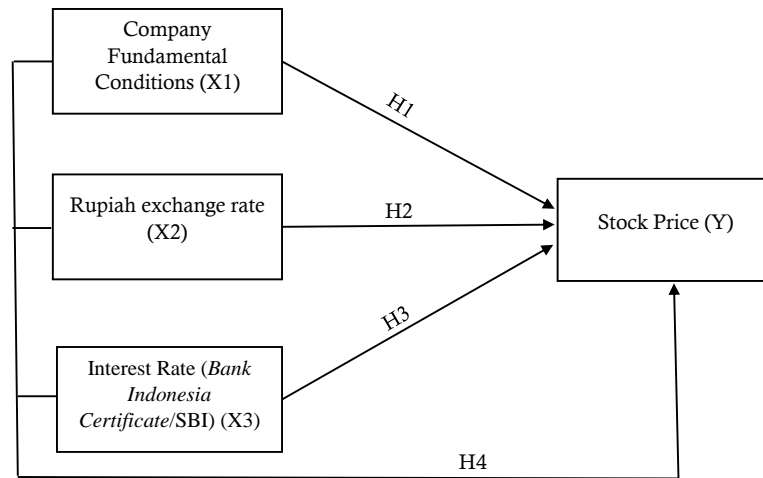 Company
Fundamental
Conditions (X1)
H1
Rupiah exchange rate
(X2)
H2
Stock Price (Y)
H3
Interest Rate (Bank
Indonesia
Certificate/SBI) (X3)
H4